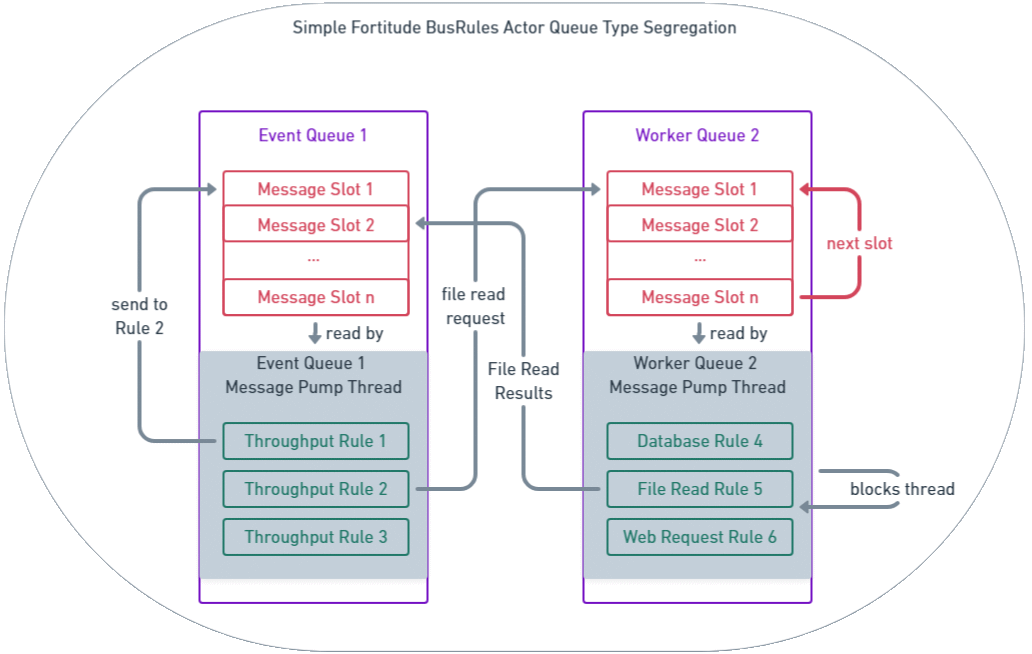 Simple Fortitude BusRules Actor Queue Type Segregation
Event Queue 1
Message Slot 1
Message Slot 2
...
Message Slot n
read by
Event Queue 1
Message Pump Thread
Throughput Rule 1
Throughput Rule 2
Throughput Rule 3
send to
Rule 2
file read
request
File Read
Results
Worker Queue 2
Message Slot 1
Message Slot 2
...
Message Slot n
next slot
read by
Worker Queue 2
Message Pump Thread
Database Rule 4
File Read Rule 5
Web Request Rule 6
blocks thread